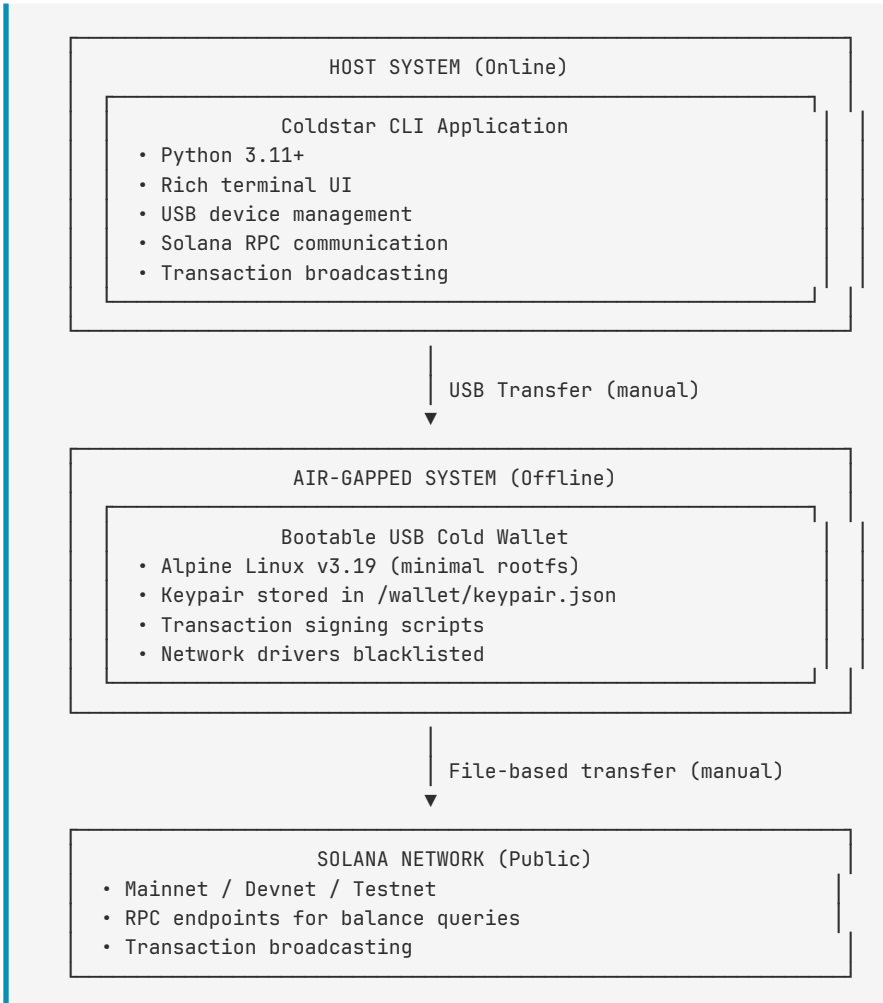 HOST SYSTEM (Online)
Coldstar CLI Application
• Python 3.11+
• Rich terminal UI
• USB device management
• Solana RPC communication
• Transaction broadcasting
USB Transfer (manual)
▼
AIR-GAPPED SYSTEM (Offline)
Bootable USB Cold Wallet
• Alpine Linux v3.19 (minimal rootfs)
• Keypair stored in /wallet/keypair.json
• Transaction signing scripts
• Network drivers blacklisted
File-based transfer (manual)
▼
SOLANA NETWORK (Public)
• Mainnet / Devnet / Testnet
• RPC endpoints for balance queries
• Transaction broadcasting